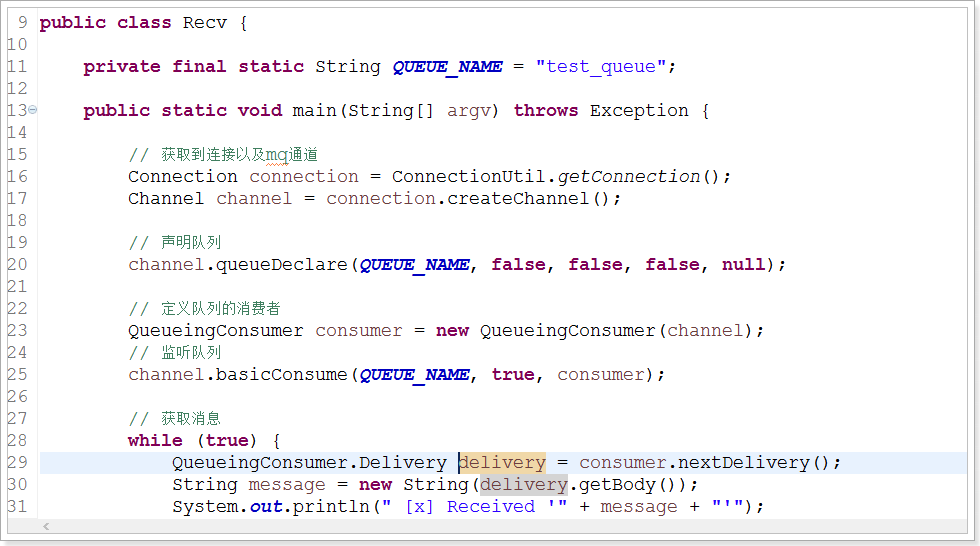 9 public class Recv {
10
11 private final static String QUEUE_NAME = "test_queue";
12
13 public static void main(String[] argv) throws Exception {
14
15 // 获取到连接以及mq通道
16 Connection connection = ConnectionUtil.getConnection();
17 Channel channel = connection.createChannel();
18
19 // 声明队列
20 channel.queueDeclare(QUEUE_NAME, false, false, false, null);
21
22 // 定义队列的消费者
23 QueueingConsumer consumer = new QueueingConsumer(channel);
24 // 监听队列
25 channel.basicConsume(QUEUE_NAME, true, consumer);
26
27 // 获取消息
28 while (true) {
29 QueueingConsumer.Delivery delivery = consumer.nextDelivery();
30 String message = new String(delivery.getBody());
31 System.out.println(" [x] Received '" + message + "'");